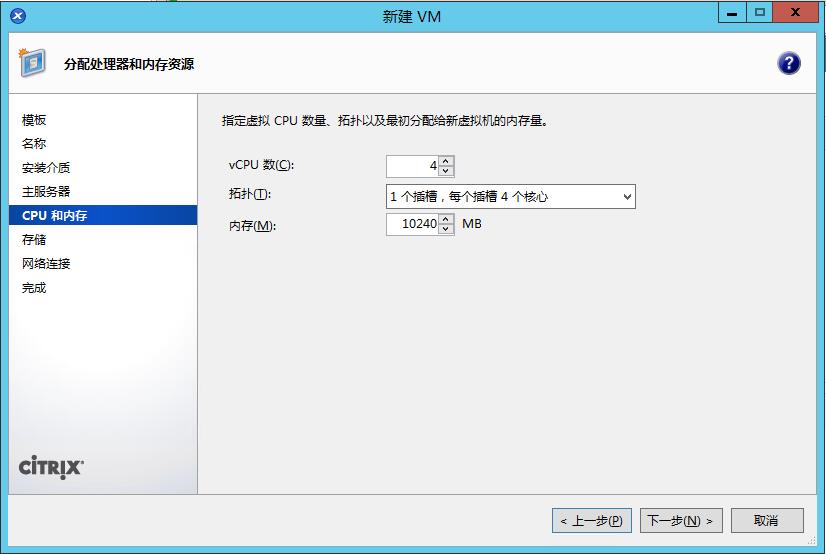 新建 VM
分配处理器和内存资源
模板
名称
安装介质
主服务器
CPU 和内存
存储
网络连接
完成
指定虚拟 CPU 数量、拓扑以及最初分配给新虚拟机的内存量。
vCPU 数(C): 4
拓扑(T): 1 个插槽，每个插槽 4 个核心
内存(M): 10240 MB
CITRIX
< 上一步(P) 下一步(N) > 取消